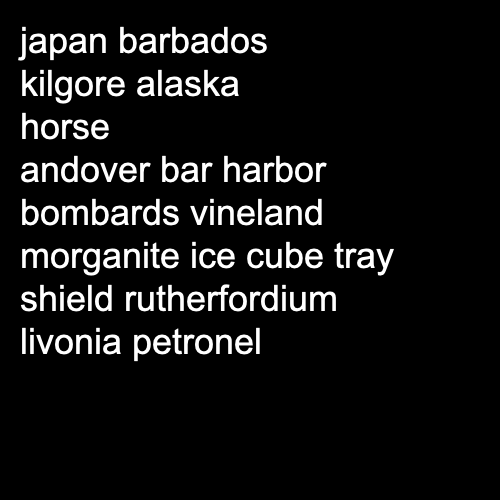 japan barbados
kilgore alaska
horse
andover bar harbor
bombards vineland
morganite ice cube tray
shield rutherfordium
livonia petronel